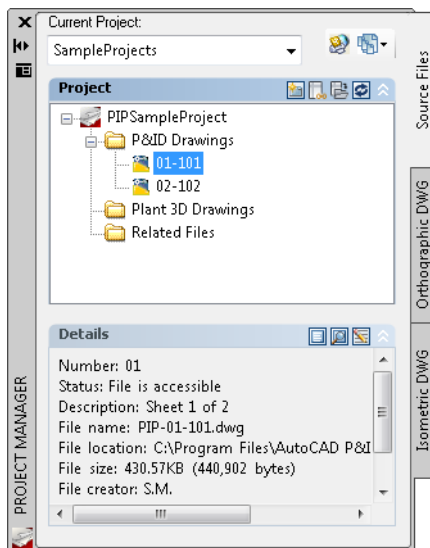 Current Project:
SampleProjects
Project
PIPSampleProject
P&ID Drawings
01-101
02-102
Plant 3D Drawings
Related Files
Details
Number: 01
Status: File is accessible
Description: Sheet 1 of 2
File name: PIP-01-101.dwg
File location: C:\Program Files\AutoCAD P&I
File size: 430.57KB (440,902 bytes)
File creator: S.M.
PROJECT MANAGER
Source Files
Orthographic DWG
Isometric DWG